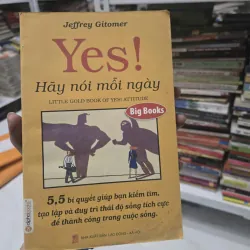 Jeffrey Gitomer
Yes!
Hãy nói mỗi ngày
LITTLE GOLD BOOK OF YES! ATTITUDE
Big Books
5,5 bí quyết giúp bạn kiếm tìm,
tạo lập và duy trì thái độ sống tích cực
để thành công trong cuộc sống.